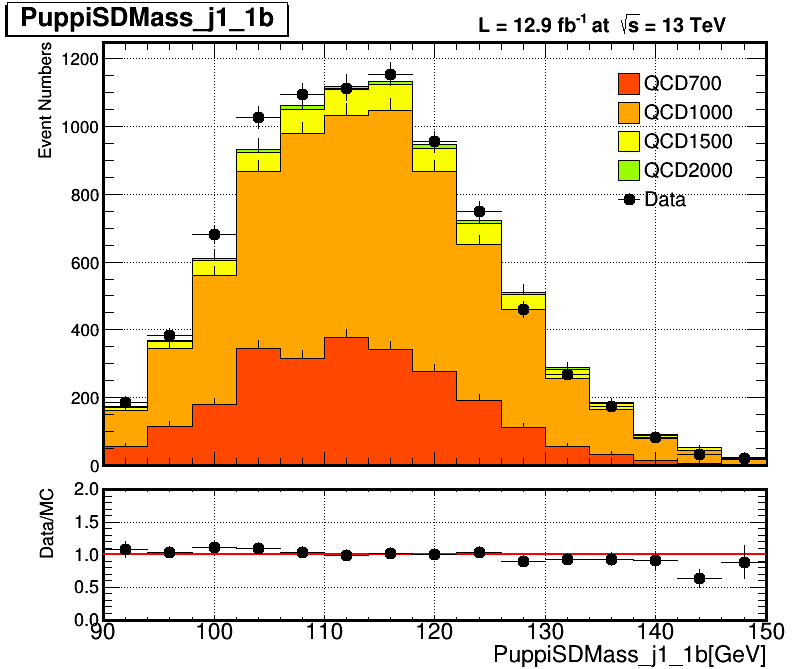 PuppiSDMass_j1_1b
L = 12.9 fb⁻¹ at √s = 13 TeV
Event Numbers
1200
1000
800
600
400
200
0
QCD700
QCD1000
QCD1500
QCD2000
Data
Data/MC
2.0
1.5
1.0
0.5
0.0
90 100 110 120 130 140 150
PuppiSDMass_j1_1b[GeV]